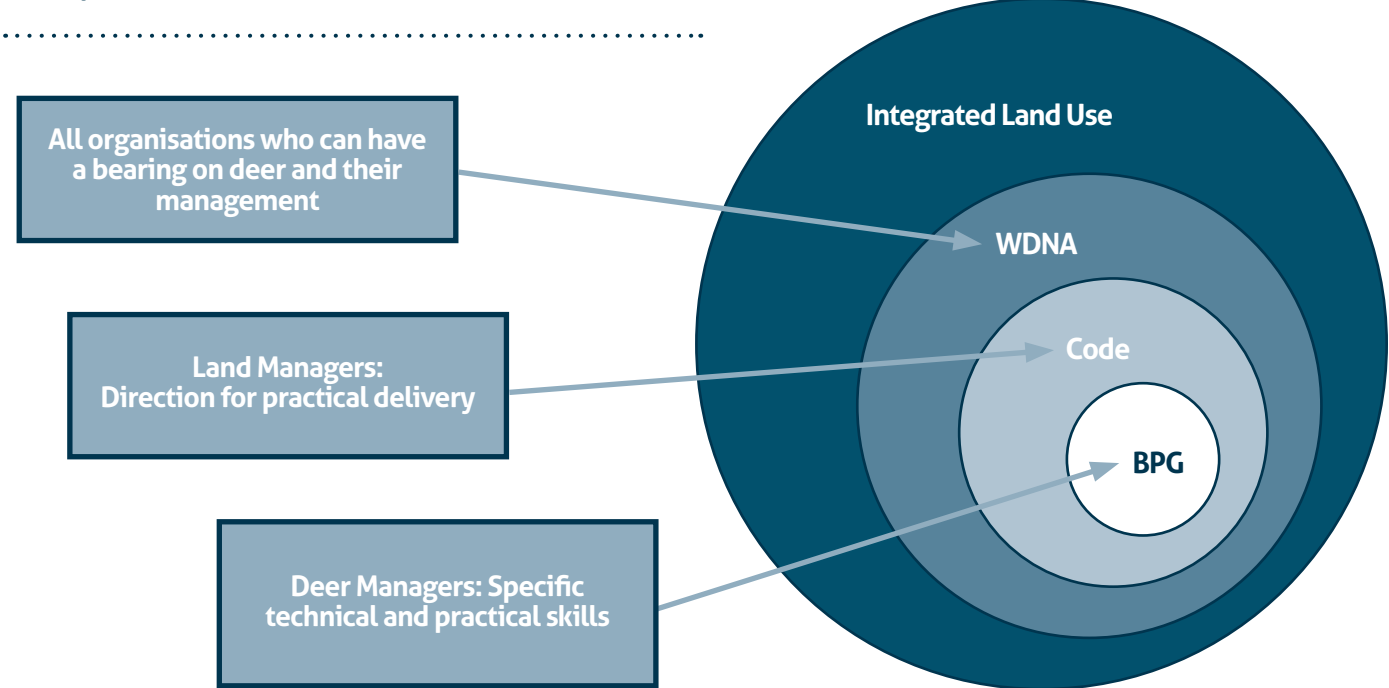 Integrated Land Use
All organisations who can have
a bearing on deer and their
management
WDNA
Land Managers:
Direction for practical delivery
Code
BPG
Deer Managers: Specific
technical and practical skills